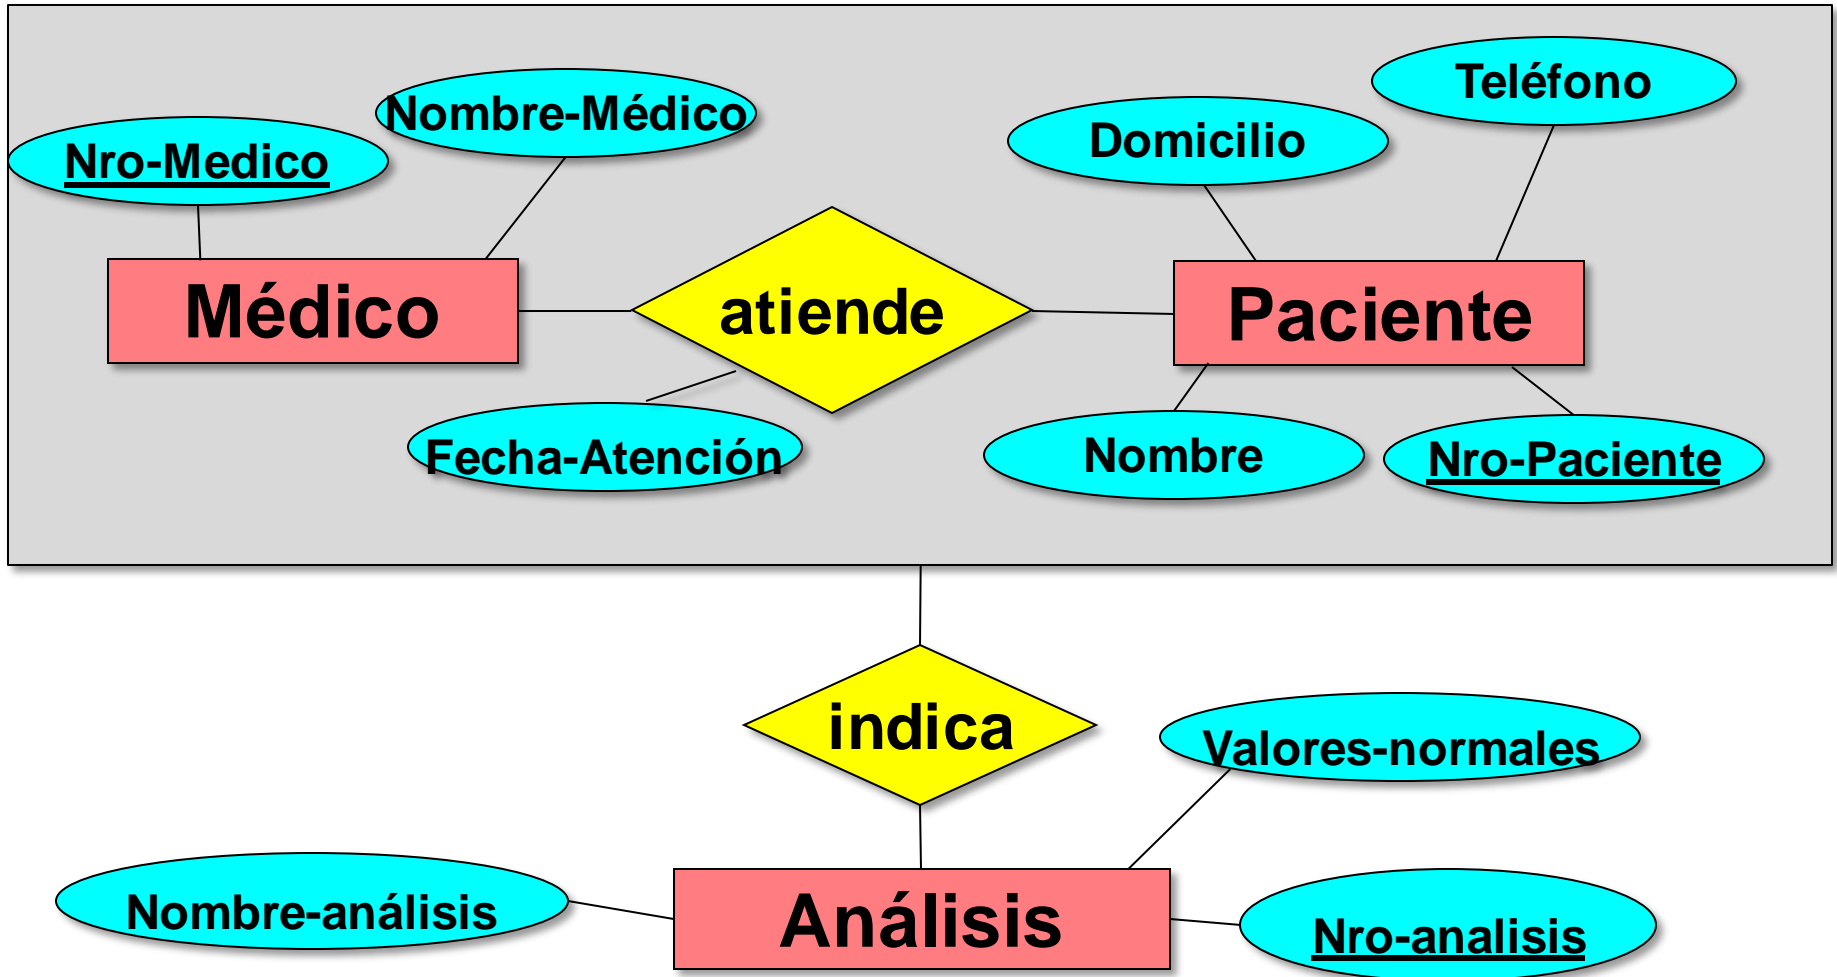 Teléfono
Nombre-Médico
Domicilio
Nro-Medico
Médico
atiende
Paciente
Fecha-Atención
Nombre
Nro-Paciente
indica
Valores-normales
Nombre-análisis
Análisis
Nro-analisis